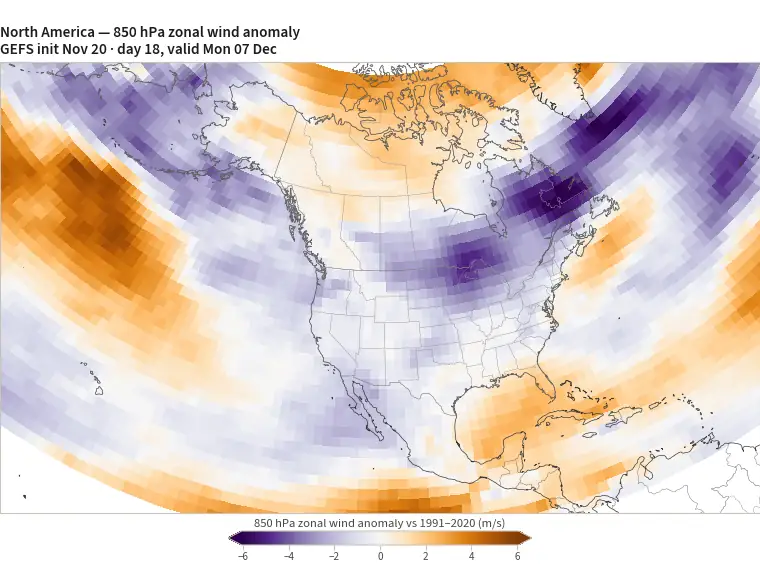 North America — 850 hPa zonal wind anomaly
GEFS init Nov 20 · day 18, valid Mon 07 Dec
850 hPa zonal wind anomaly vs 1991–2020 (m/s)
−6 −4 −2 0 2 4 6